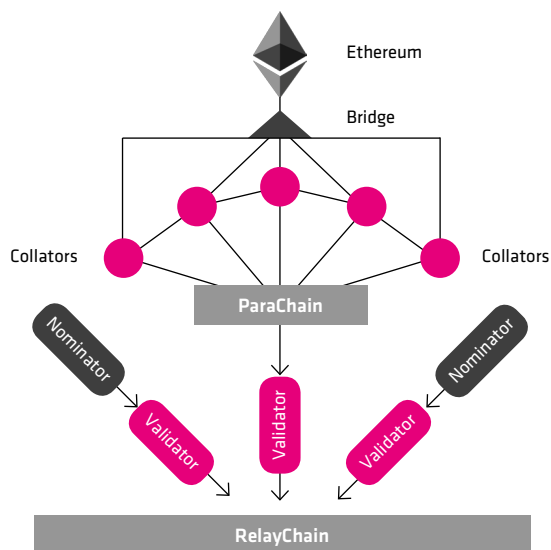 Ethereum
Bridge
Collators
Collators
ParaChain
Nominator
Nominator
Validator
Validator
Validator
RelayChain